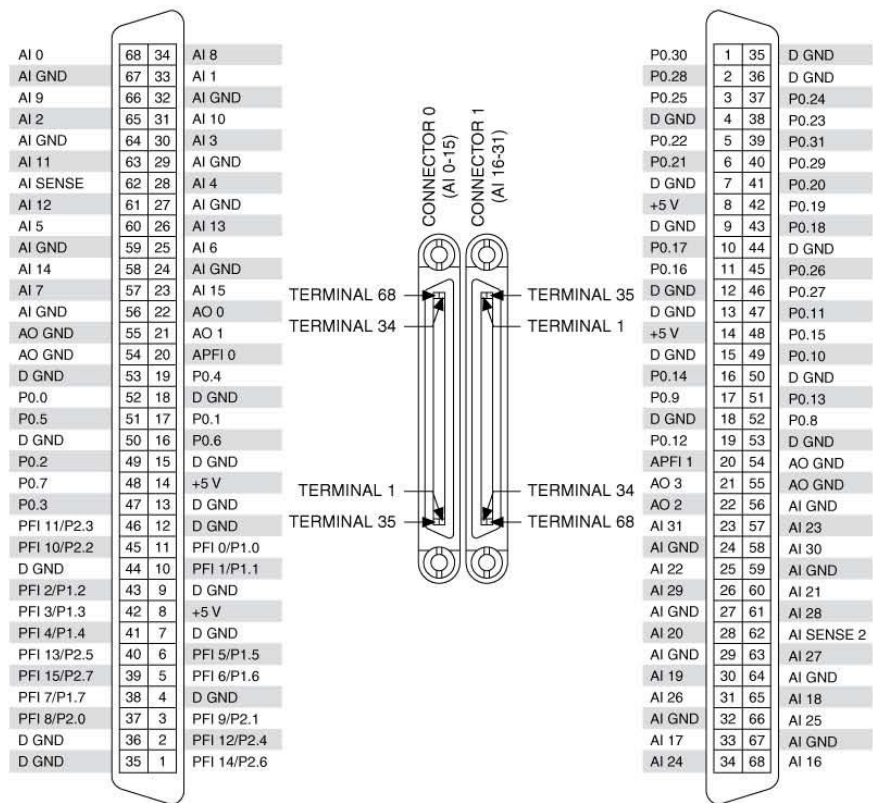 AI 0 68 34 AI 8
AI GND 67 33 AI 1
AI 9 66 32 AI GND
AI 2 65 31 AI 10
AI GND 64 30 AI 3
AI 11 63 29 AI GND
AI SENSE 62 28 AI 4
AI 12 61 27 AI GND
AI 5 60 26 AI 13
AI GND 59 25 AI 6
AI 14 58 24 AI GND
AI 7 57 23 AI 15
AI GND 56 22 AO 0
AO GND 55 21 AO 1
AO GND 54 20 APFI 0
D GND 53 19 P0.4
P0.0 52 18 D GND
P0.5 51 17 P0.1
D GND 50 16 P0.6
P0.2 49 15 D GND
P0.7 48 14 +5 V
P0.3 47 13 D GND
PFI 11/P2.3 46 12 D GND
PFI 10/P2.2 45 11 PFI 0/P1.0
D GND 44 10 PFI 1/P1.1
PFI 2/P1.2 43 9 D GND
PFI 3/P1.3 42 8 +5 V
PFI 4/P1.4 41 7 D GND
PFI 13/P2.5 40 6 PFI 5/P1.5
PFI 15/P2.7 39 5 PFI 6/P1.6
PFI 7/P1.7 38 4 D GND
PFI 8/P2.0 37 3 PFI 9/P2.1
D GND 36 2 PFI 12/P2.4
D GND 35 1 PFI 14/P2.6
CONNECTOR 0
(AI 0-15)
CONNECTOR 1
(AI 16-31)
TERMINAL 68
TERMINAL 34
TERMINAL 35
TERMINAL 1
TERMINAL 1
TERMINAL 35
TERMINAL 34
TERMINAL 68
P0.30 1 35 D GND
P0.28 2 36 D GND
P0.25 3 37 P0.24
D GND 4 38 P0.23
P0.22 5 39 P0.31
P0.21 6 40 P0.29
D GND 7 41 P0.20
+5 V 8 42 P0.19
D GND 9 43 P0.18
P0.17 10 44 D GND
P0.16 11 45 P0.26
D GND 12 46 P0.27
D GND 13 47 P0.11
+5 V 14 48 P0.15
D GND 15 49 P0.10
P0.14 16 50 D GND
P0.9 17 51 P0.13
D GND 18 52 P0.8
P0.12 19 53 D GND
APFI 1 20 54 AO GND
AO 3 21 55 AO GND
AO 2 22 56 AI GND
AI 31 23 57 AI 23
AI GND 24 58 AI 30
AI 22 25 59 AI GND
AI 29 26 60 AI 21
AI GND 27 61 AI 28
AI 20 28 62 AI SENSE 2
AI GND 29 63 AI 27
AI 19 30 64 AI GND
AI 26 31 65 AI 18
AI GND 32 66 AI 25
AI 17 33 67 AI GND
AI 24 34 68 AI 16